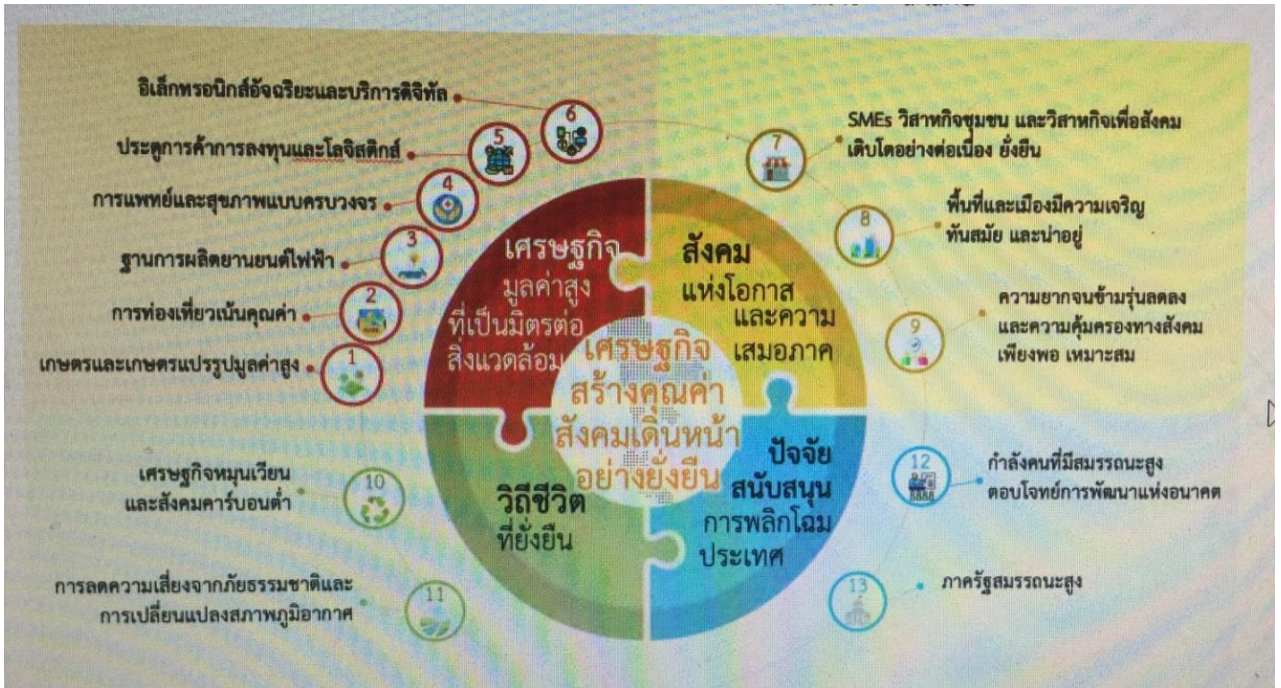 อิเล็กทรอนิกส์อัจฉริยะและบริการดิจิทัล
6
ประตูการค้าการลงทุนและโลจิสติกส์
5
การแพทย์และสุขภาพแบบครบวงจร
4
ฐานการผลิตยานยนต์ไฟฟ้า
3
การท่องเที่ยวเน้นคุณค่า
2
เกษตรและเกษตรแปรรูปมูลค่าสูง
1
7
SMEs วิสาหกิจชุมชน และวิสาหกิจเพื่อสังคม
เติบโตอย่างต่อเนื่อง ยั่งยืน
8
พื้นที่และเมืองมีความเจริญ
ทันสมัย และน่าอยู่
9
ความยากจนข้ามรุ่นลดลง
และความคุ้มครองทางสังคม
เพียงพอ เหมาะสม
เศรษฐกิจ
มูลค่าสูง
ที่เป็นมิตรต่อ
สิ่งแวดล้อม
สังคม
แห่งโอกาส
และความ
เสมอภาค
เศรษฐกิจ
สร้างคุณค่า
สังคมเดินหน้า
อย่างยั่งยืน
วิถีชีวิต
ที่ยั่งยืน
ปัจจัย
สนับสนุน
การพลิกโฉม
ประเทศ
เศรษฐกิจหมุนเวียน
และสังคมคาร์บอนต่ำ
10
การลดความเสี่ยงจากภัยธรรมชาติและ
การเปลี่ยนแปลงสภาพภูมิอากาศ
11
12
กำลังคนที่มีสมรรถนะสูง
ตอบโจทย์การพัฒนาแห่งอนาคต
13
ภาครัฐสมรรถนะสูง